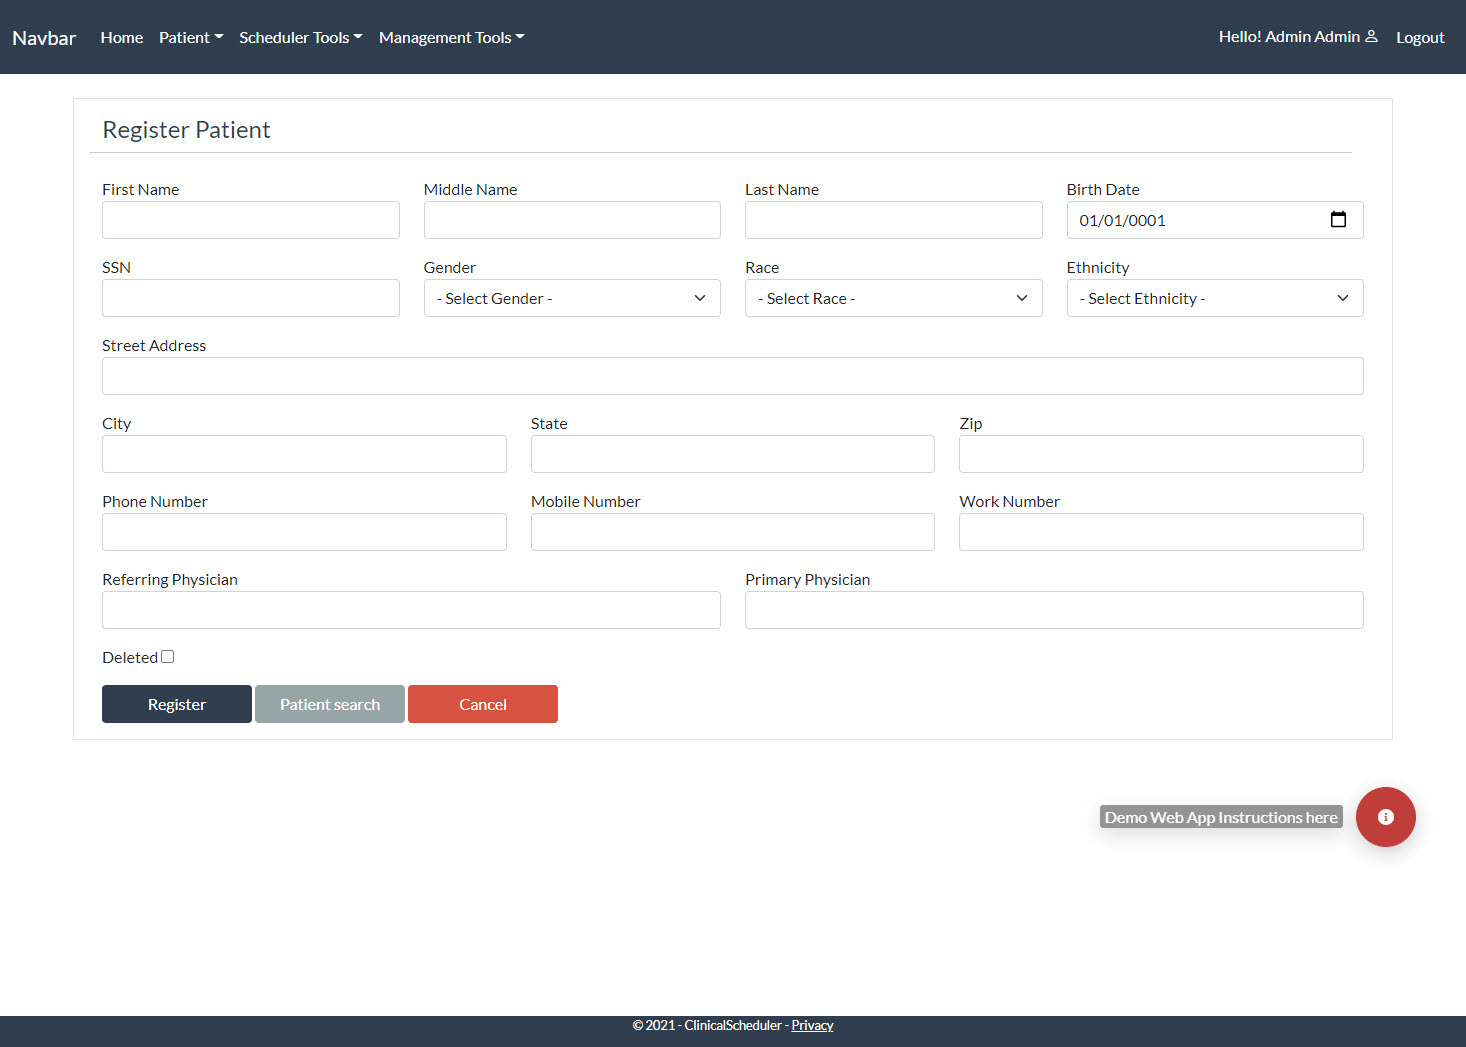 Navbar Home Patient Scheduler Tools Management Tools Hello! Admin Admin Logout
Register Patient
First Name Middle Name Last Name Birth Date
01/01/0001
SSN Gender Race Ethnicity
- Select Gender - - Select Race - - Select Ethnicity -
Street Address
City State Zip
Phone Number Mobile Number Work Number
Referring Physician Primary Physician
Deleted
Register Patient search Cancel
Demo Web App Instructions here
© 2021 - ClinicalScheduler - Privacy